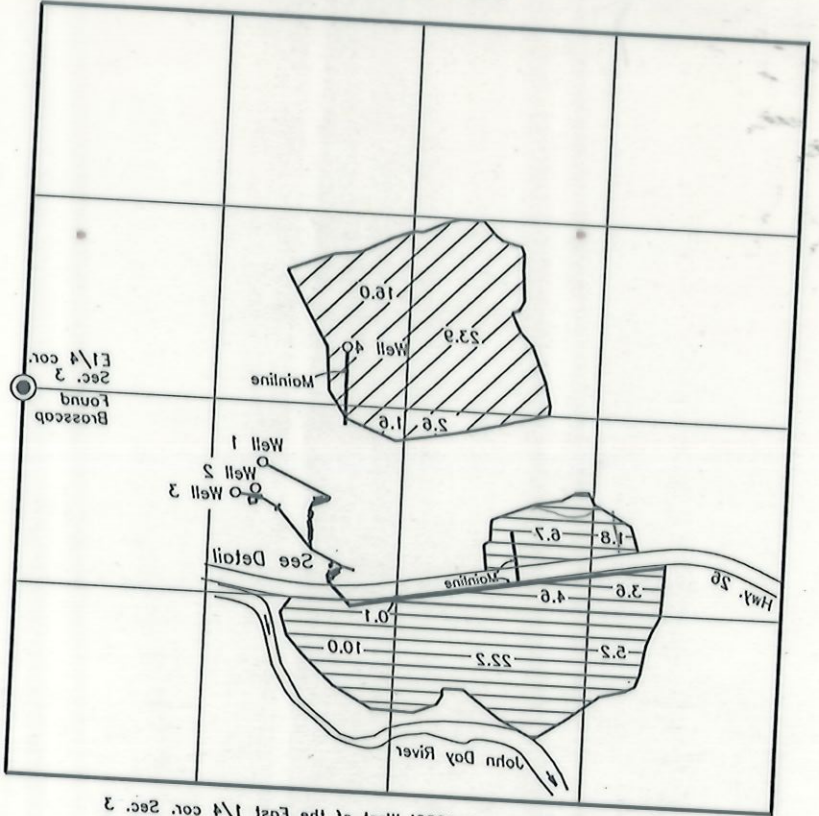 16.0
23.9
Well 4
Mainline
1.6
2.6
E1/4 cor.
Sec. 3
Found
Brasscap
Well 1
Well 2
Well 3
See Detail
Mainline
6.7
1.8
Hwy. 26
3.6
4.6
0.1
10.0
22.2
5.2
John Day River
West of the East 1/4 cor. Sec. 3